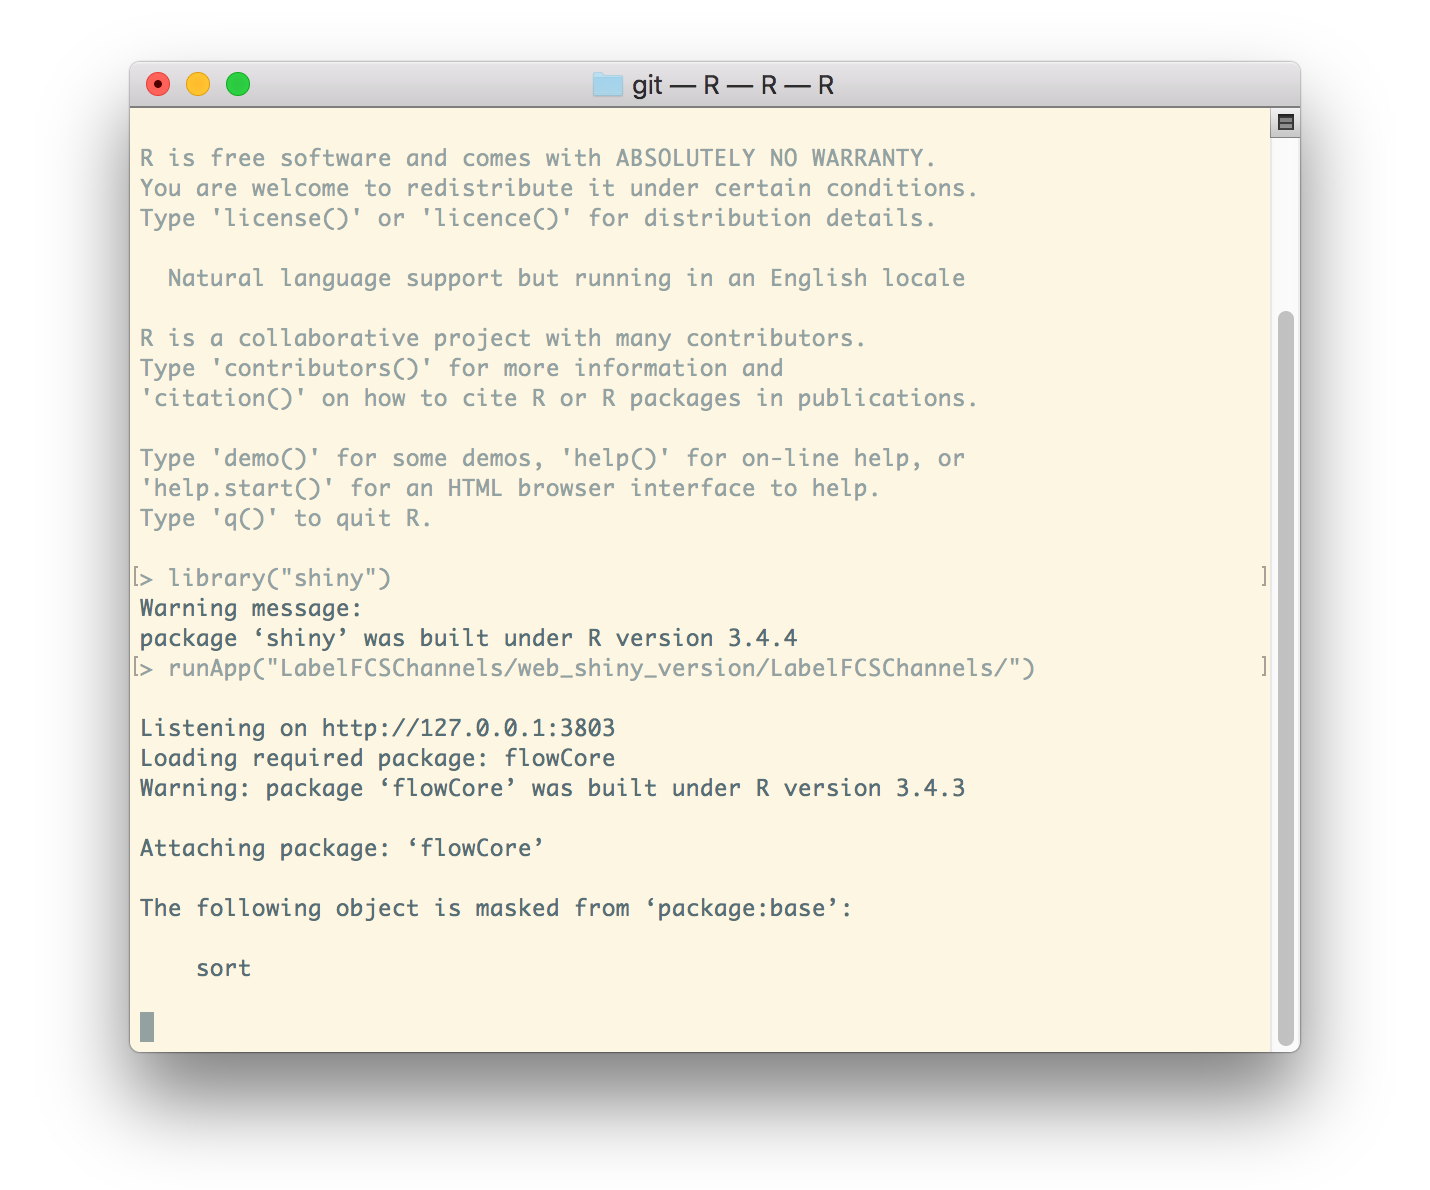 git — R — R — R
R is free software and comes with ABSOLUTELY NO WARRANTY.
You are welcome to redistribute it under certain conditions.
Type 'license()' or 'licence()' for distribution details.
Natural language support but running in an English locale
R is a collaborative project with many contributors.
Type 'contributors()' for more information and
'citation()' on how to cite R or R packages in publications.
Type 'demo()' for some demos, 'help()' for on-line help, or
'help.start()' for an HTML browser interface to help.
Type 'q()' to quit R.
[> library("shiny") ]
Warning message:
package ‘shiny’ was built under R version 3.4.4
[> runApp("LabelFCSChannels/web_shiny_version/LabelFCSChannels/") ]
Listening on http://127.0.0.1:3803
Loading required package: flowCore
Warning: package ‘flowCore’ was built under R version 3.4.3
Attaching package: ‘flowCore’
The following object is masked from ‘package:base’:
sort